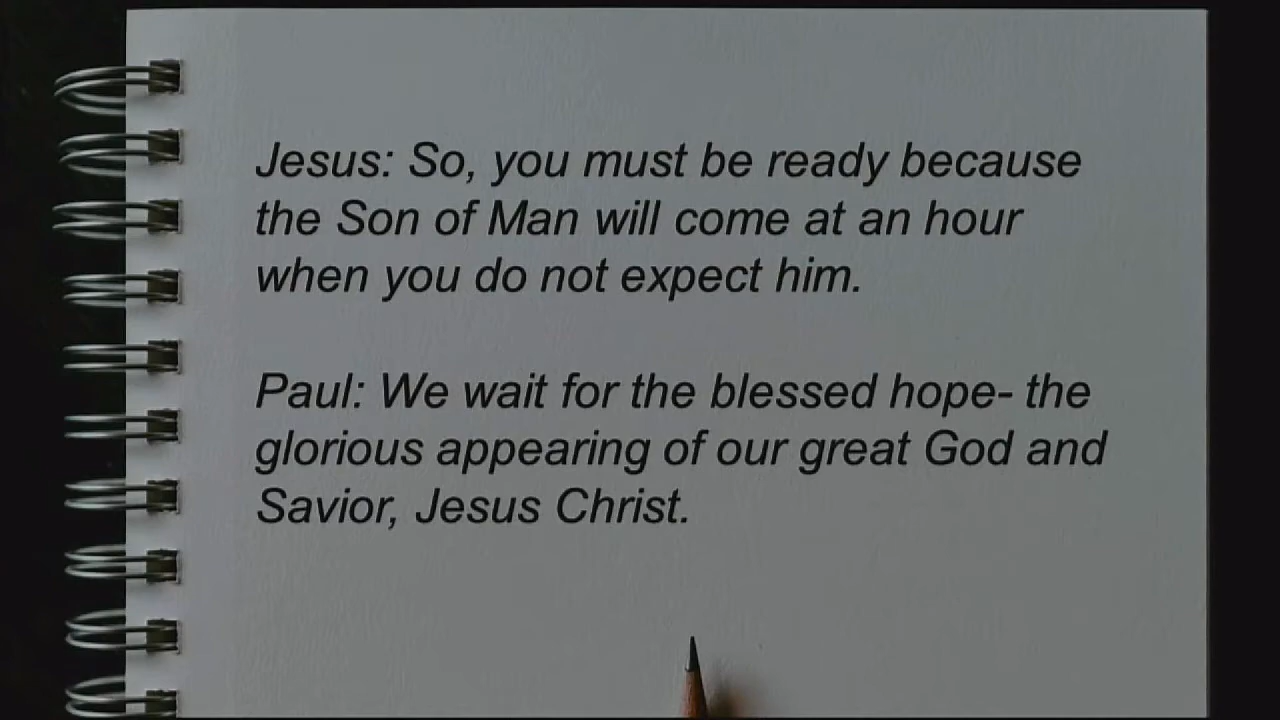 Jesus: So, you must be ready because
the Son of Man will come at an hour
when you do not expect him.
Paul: We wait for the blessed hope- the
glorious appearing of our great God and
Savior, Jesus Christ.